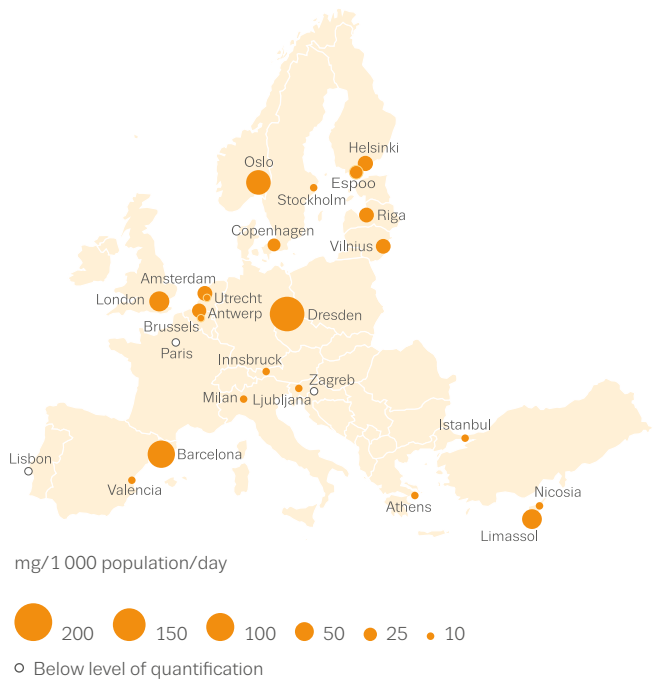 Helsinki
Oslo
Espoo
Stockholm
Riga
Copenhagen
Vilnius
Amsterdam
London
Utrecht
Antwerp
Dresden
Brussels
Paris
Innsbruck
Zagreb
Milan
Ljubljana
Istanbul
Barcelona
Lisbon
Valencia
Nicosia
Athens
Limassol
mg/1 000 population/day
200 150 100 50 25 10
Below level of quantification